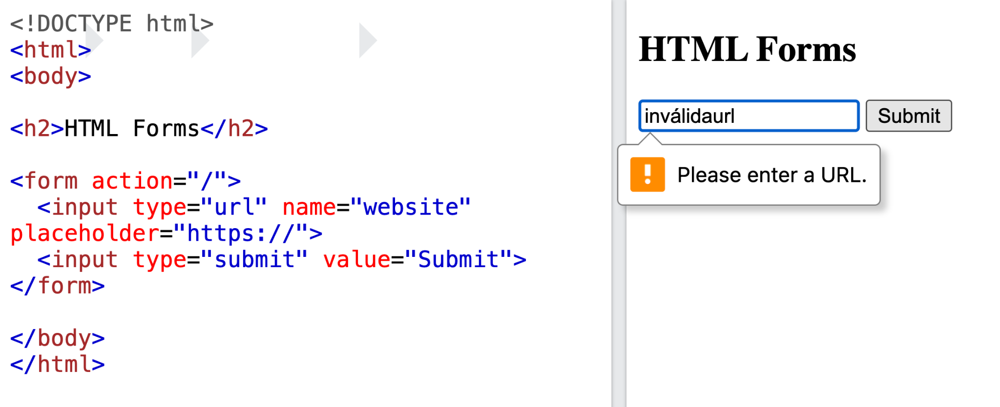 <!DOCTYPE html>
<html>
<body>
<h2>HTML Forms</h2>
<form action="/">
<input type="url" name="website"
placeholder="https://">
<input type="submit" value="Submit">
</form>
</body>
</html>
HTML Forms
inválidaurl Submit
Please enter a URL.